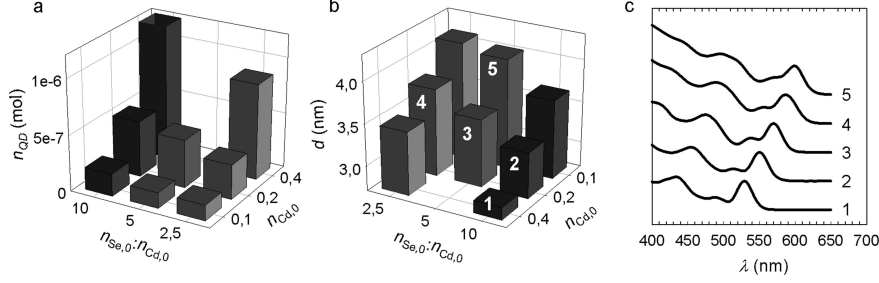 a
n_QD (mol)
1e-6
5e-7
0
10
5
2,5
n_Se,0:n_Cd,0
0,1
0,2
0,4
n_Cd,0
b
d (nm)
4,0
3,5
3,0
1
2
3
4
5
2,5
5
10
n_Se,0:n_Cd,0
0,4
0,2
0,1
n_Cd,0
c
5
4
3
2
1
400 450 500 550 600 650 700
λ (nm)